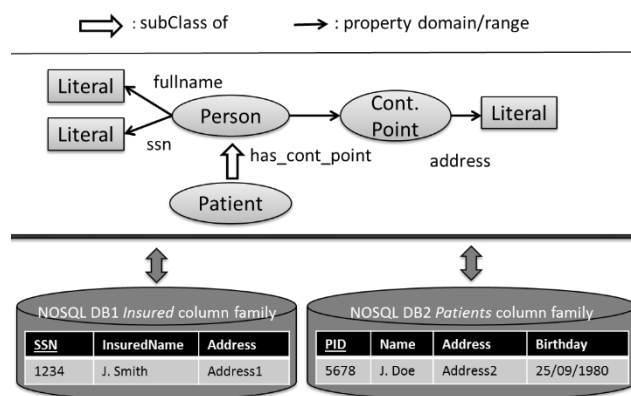 : subClass of : property domain/range
Literal fullname
Person Cont. Point Literal
Literal ssn
has_cont_point address
Patient
NOSQL DB1 Insured column family NOSQL DB2 Patients column family
SSN InsuredName Address PID Name Address Birthday
1234 J. Smith Address1 5678 J. Doe Address2 25/09/1980